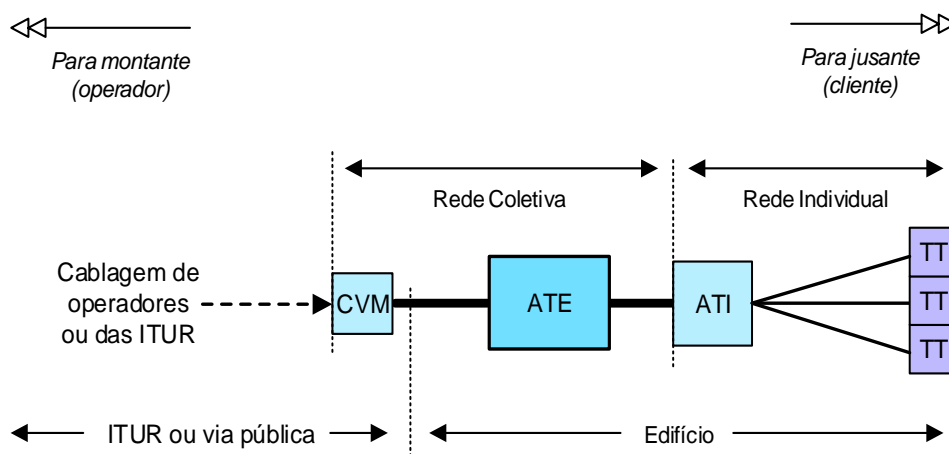 Para montante
(operador)
Para jusante
(cliente)
Rede Coletiva
Rede Individual
Cablagem de
operadores
ou das ITUR
CVM
ATE
ATI
TT
TT
TT
ITUR ou via pública
Edifício